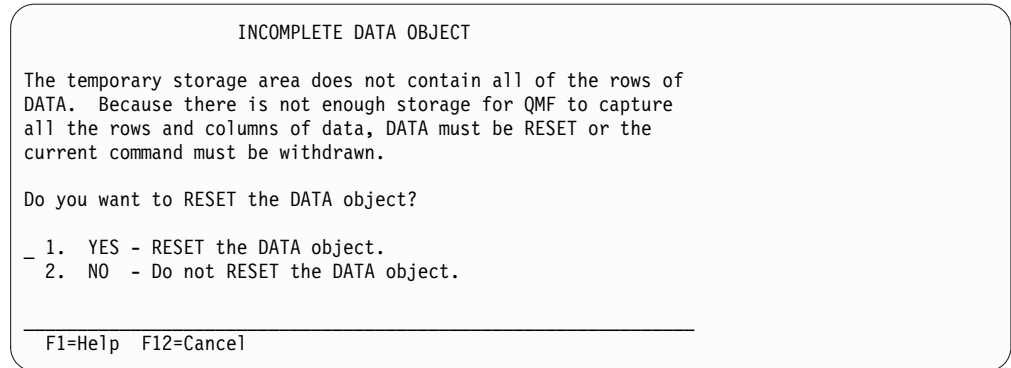 INCOMPLETE DATA OBJECT
The temporary storage area does not contain all of the rows of
DATA.  Because there is not enough storage for QMF to capture
all the rows and columns of data, DATA must be RESET or the
current command must be withdrawn.
Do you want to RESET the DATA object?
_ 1.  YES - RESET the DATA object.
2.  NO  - Do not RESET the DATA object.
F1=Help  F12=Cancel